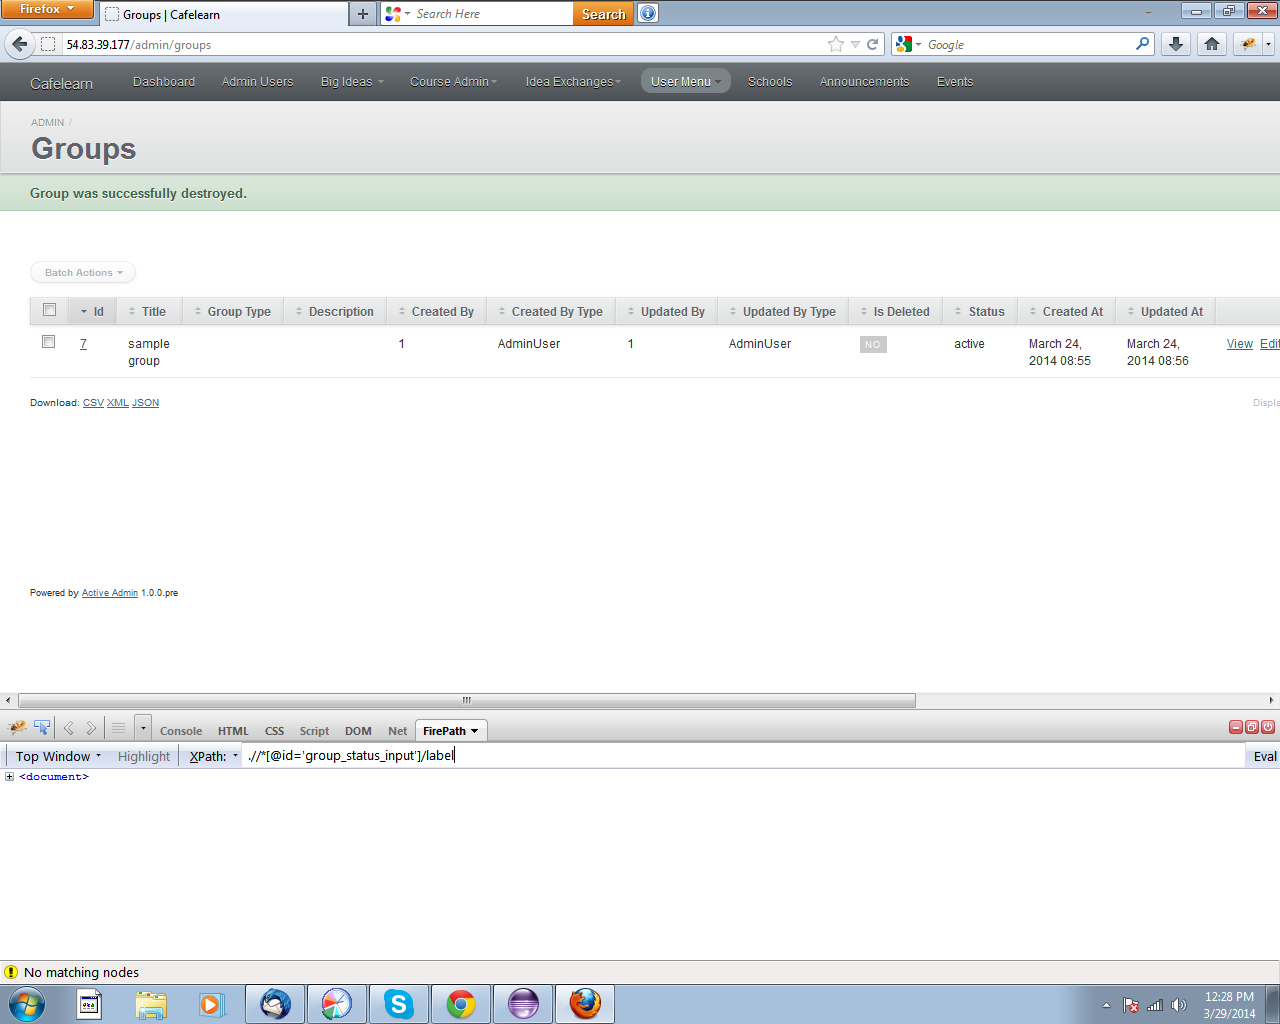 Firefox
Groups | Cafelearn
Search Here
Search
54.83.39.177/admin/groups
Google
Cafelearn Dashboard Admin Users Big Ideas Course Admin Idea Exchanges User Menu Schools Announcements Events
ADMIN /
Groups
Group was successfully destroyed.
Batch Actions
Id Title Group Type Description Created By Created By Type Updated By Updated By Type Is Deleted Status Created At Updated At
7 sample group 1 AdminUser 1 AdminUser NO active March 24, 2014 08:55 March 24, 2014 08:56 View Edit
Download: CSV XML JSON
Displa
Powered by Active Admin 1.0.0.pre
Console HTML CSS Script DOM Net FirePath
Top Window Highlight XPath: .//*[@id='group_status_input']/label Eval
<document>
No matching nodes
12:28 PM
3/29/2014